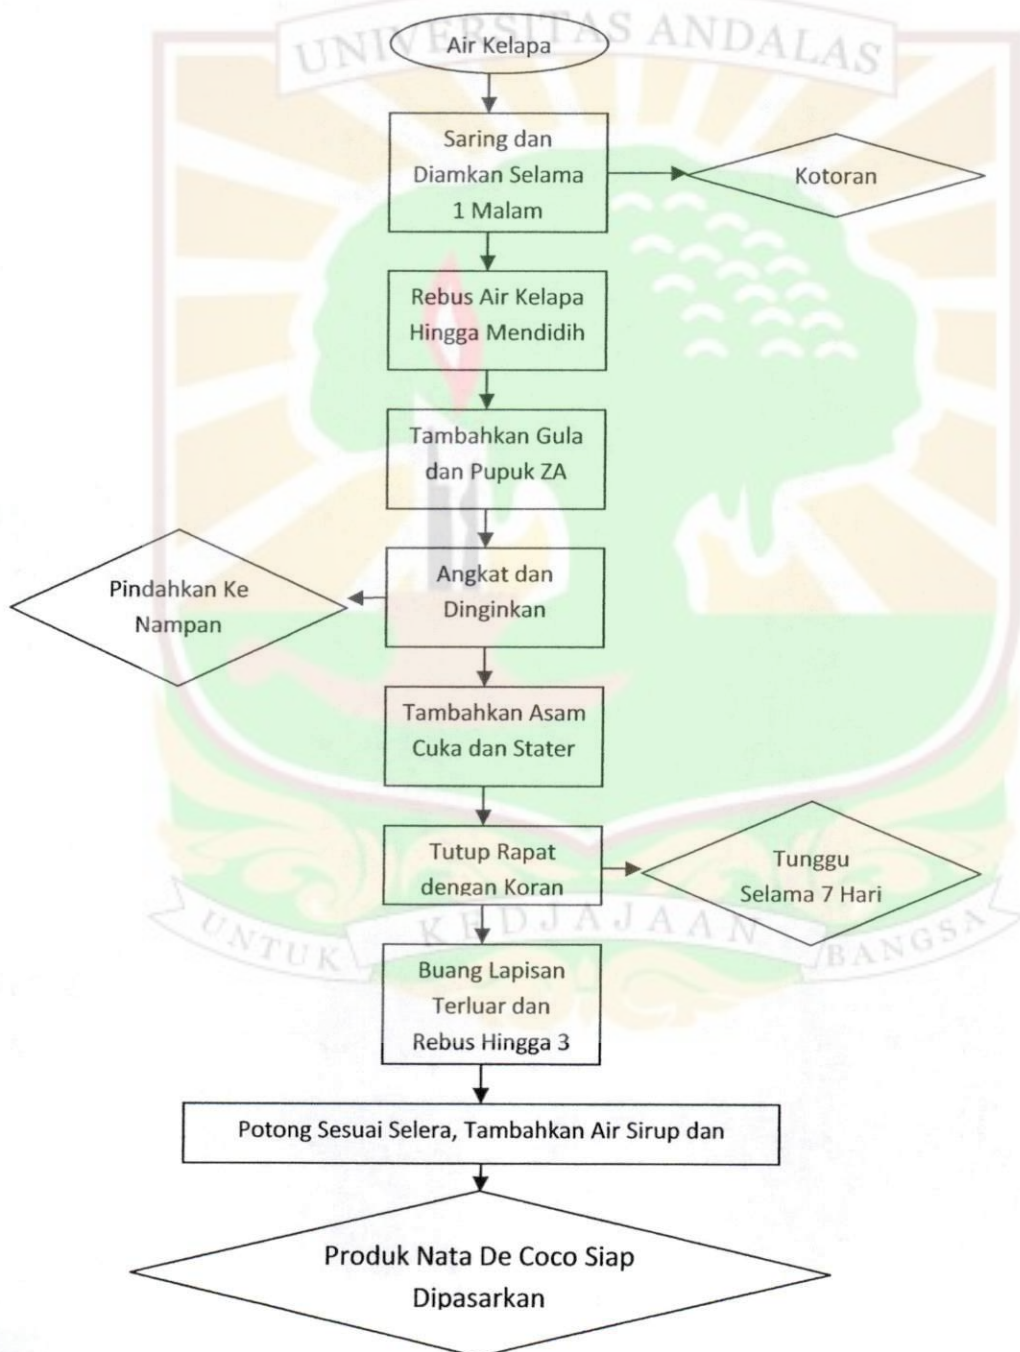 UNIVERSITAS ANDALAS
Air Kelapa
Saring dan
Diamkan Selama
1 Malam
Kotoran
Rebus Air Kelapa
Hingga Mendidih
Tambahkan Gula
dan Pupuk ZA
Angkat dan
Dinginkan
Pindahkan Ke
Nampan
Tambahkan Asam
Cuka dan Stater
Tutup Rapat
dengan Koran
Tunggu
Selama 7 Hari
UNTUK KEDJAJAAN BANGSA
Buang Lapisan
Terluar dan
Rebus Hingga 3
Potong Sesuai Selera, Tambahkan Air Sirup dan
Produk Nata De Coco Siap
Dipasarkan